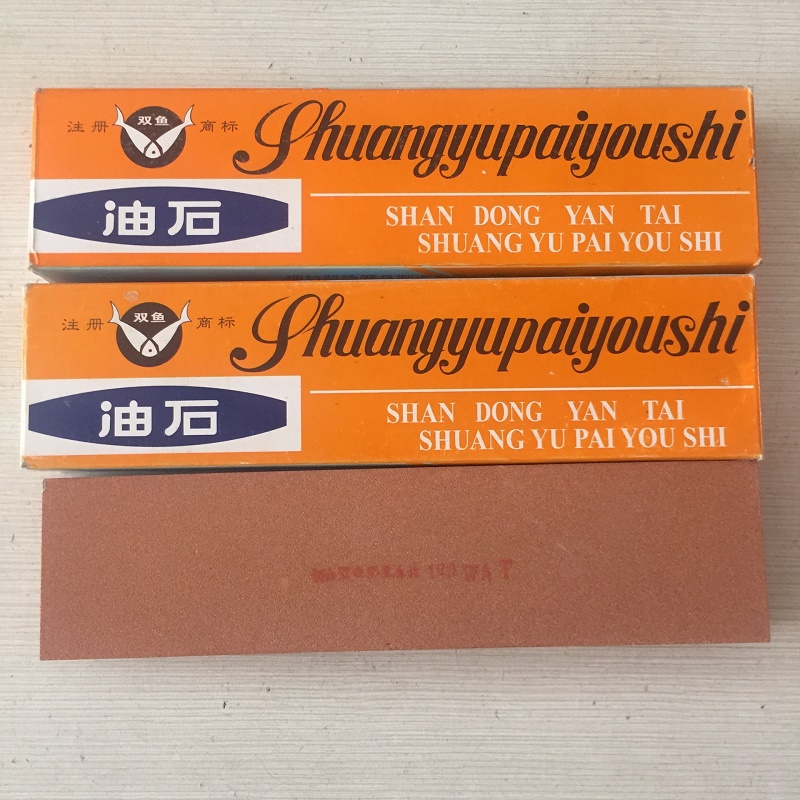 注册 双鱼 商标
Shuangyupaiyoushi
油石
SHAN DONG YAN TAI
SHUANG YU PAI YOU SHI
注册 双鱼 商标
Shuangyupaiyoushi
油石
SHAN DONG YAN TAI
SHUANG YU PAI YOU SHI